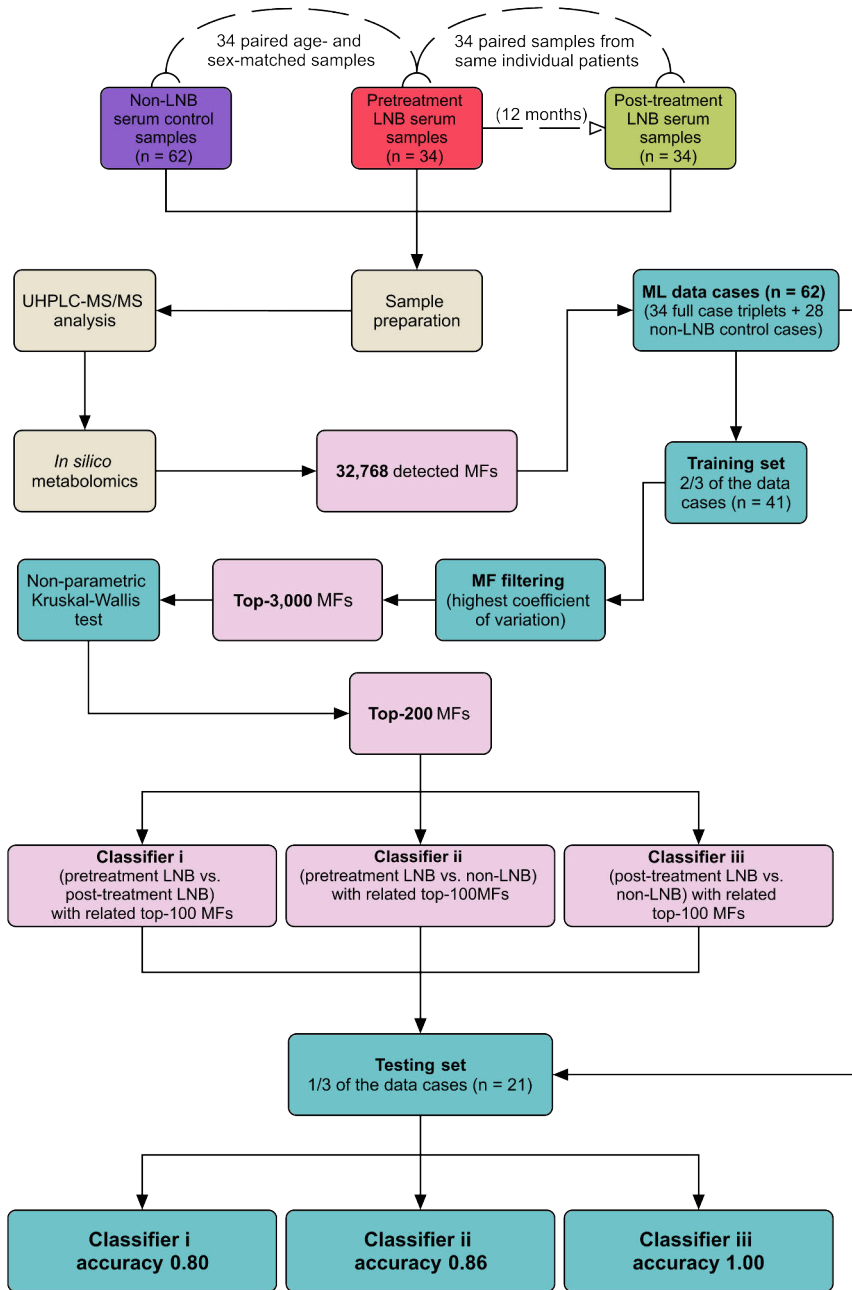 34 paired age- and
sex-matched samples
34 paired samples from
same individual patients
Non-LNB
serum control
samples
(n = 62)
Pretreatment
LNB serum
samples
(n = 34)
(12 months)
Post-treatment
LNB serum
samples
(n = 34)
UHPLC-MS/MS
analysis
Sample
preparation
ML data cases (n = 62)
(34 full case triplets + 28
non-LNB control cases)
In silico
metabolomics
32,768 detected MFs
Training set
2/3 of the data
cases (n = 41)
Non-parametric
Kruskal-Wallis
test
Top-3,000 MFs
MF filtering
(highest coefficient
of variation)
Top-200 MFs
Classifier i
(pretreatment LNB vs.
post-treatment LNB)
with related top-100 MFs
Classifier ii
(pretreatment LNB vs. non-LNB)
with related top-100MFs
Classifier iii
(post-treatment LNB vs.
non-LNB) with related
top-100 MFs
Testing set
1/3 of the data cases (n = 21)
Classifier i
accuracy 0.80
Classifier ii
accuracy 0.86
Classifier iii
accuracy 1.00